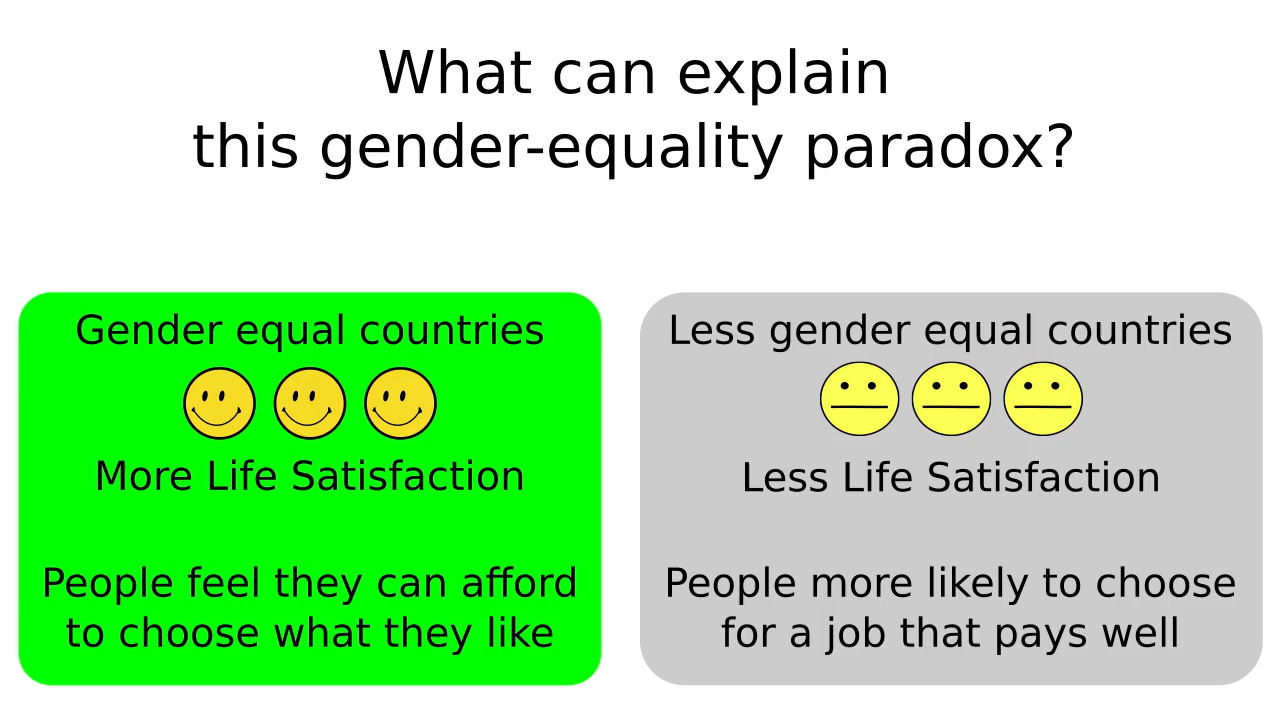 What can explain
this gender-equality paradox?
Gender equal countries
More Life Satisfaction
People feel they can afford
to choose what they like
Less gender equal countries
Less Life Satisfaction
People more likely to choose
for a job that pays well